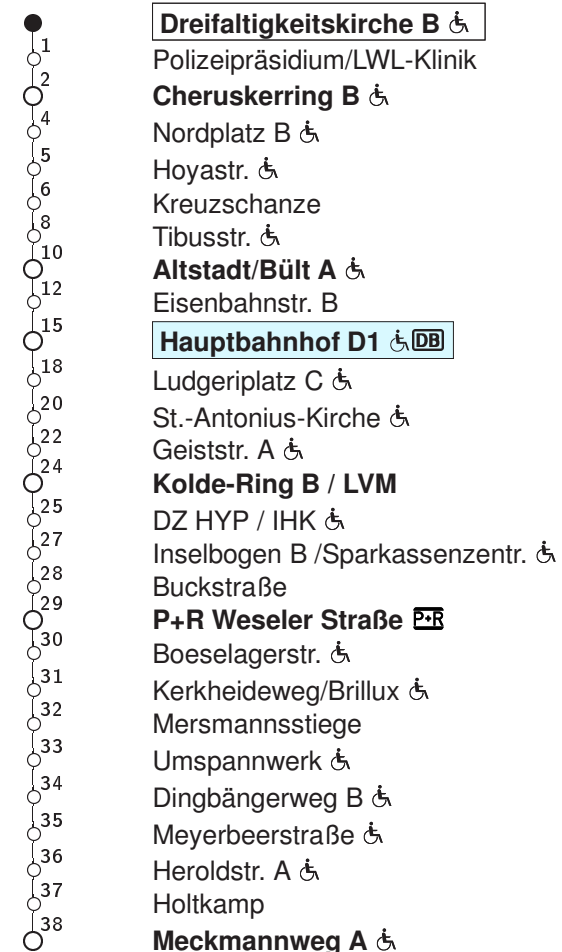 Dreifaltigkeitskirche B
1
Polizeipräsidium/LWL-Klinik
2
Cheruskerring B
4
Nordplatz B
5
Hoyastr.
6
Kreuzschanze
8
Tibusstr.
10
Altstadt/Bült A
12
Eisenbahnstr. B
15
Hauptbahnhof D1 DB
18
Ludgeriplatz C
20
St.-Antonius-Kirche
22
Geiststr. A
24
Kolde-Ring B / LVM
25
DZ HYP / IHK
27
Inselbogen B /Sparkassenzentr.
28
Buckstraße
29
P+R Weseler Straße P+R
30
Boeselagerstr.
31
Kerkheideweg/Brillux
32
Mersmannsstiege
33
Umspannwerk
34
Dingbängerweg B
35
Meyerbeerstraße
36
Heroldstr. A
37
Holtkamp
38
Meckmannweg A